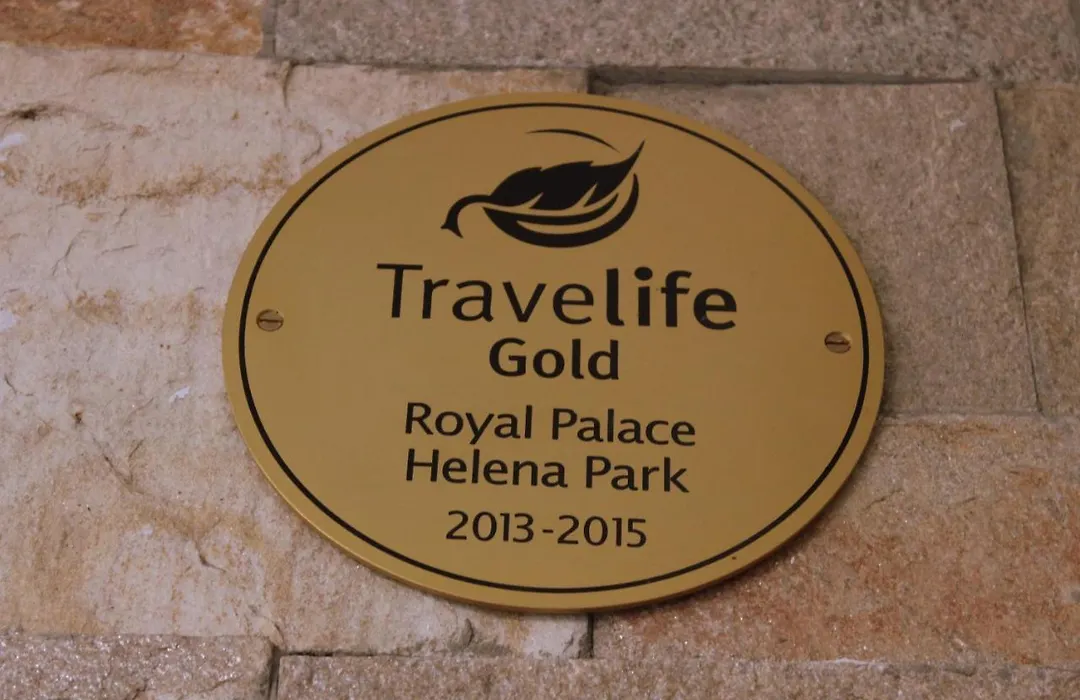 Travelife
Gold
Royal Palace
Helena Park
2013-2015